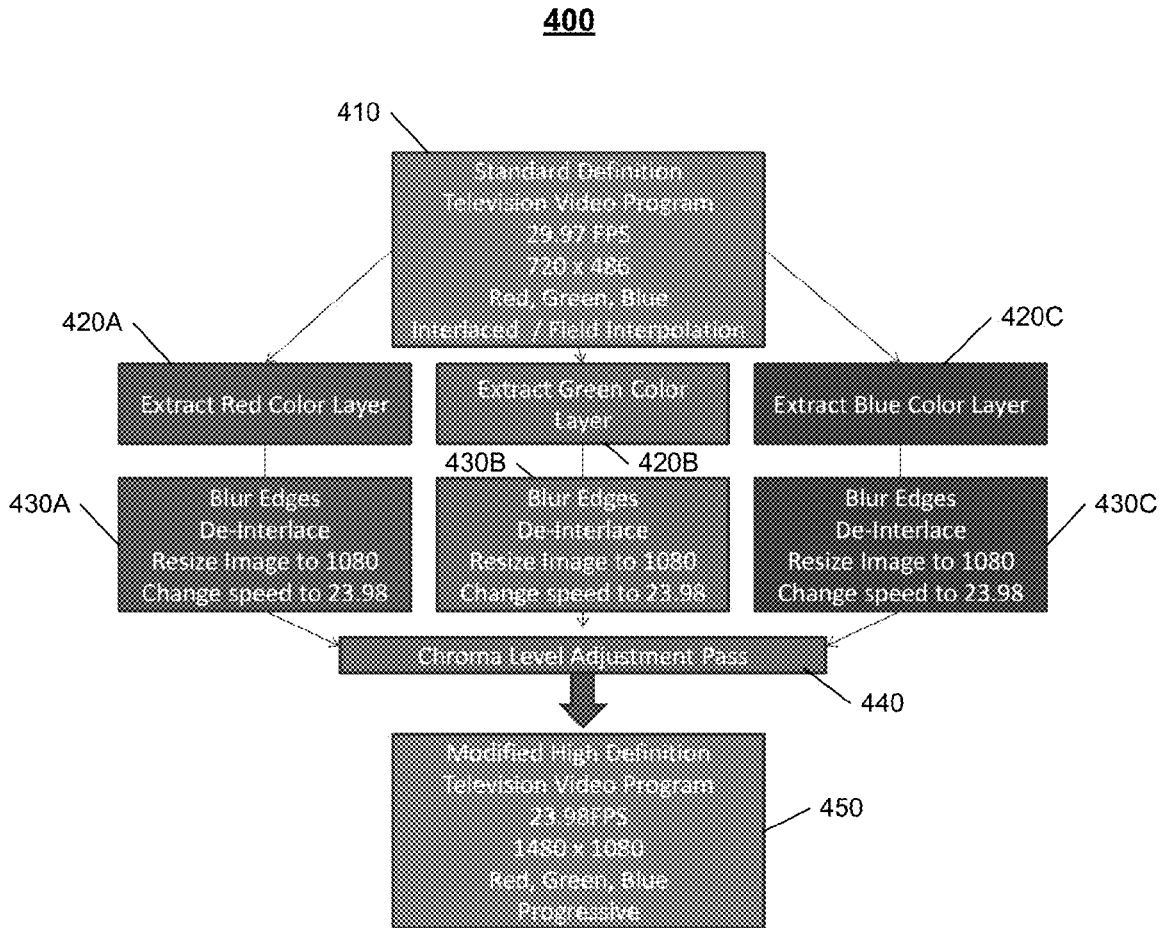 400
410
Standard Definition
Television Video Program
29.97 FPS
720 x 486
Red, Green, Blue
Interlaced / Field Interpolation
420A
420C
Extract Red Color Layer
Extract Green Color
Layer
Extract Blue Color Layer
430B
420B
430A
Blur Edges
De-Interlace
Resize Image to 1080
Change speed to 23.98
Blur Edges
De-Interlace
Resize Image to 1080
Change speed to 23.98
Blur Edges
De-Interlace
Resize Image to 1080
Change speed to 23.98
430C
Chroma Level Adjustment Pass
440
Modified High Definition
Television Video Program
23.98FPS
1480 x 1080
Red, Green, Blue
Progressive
450